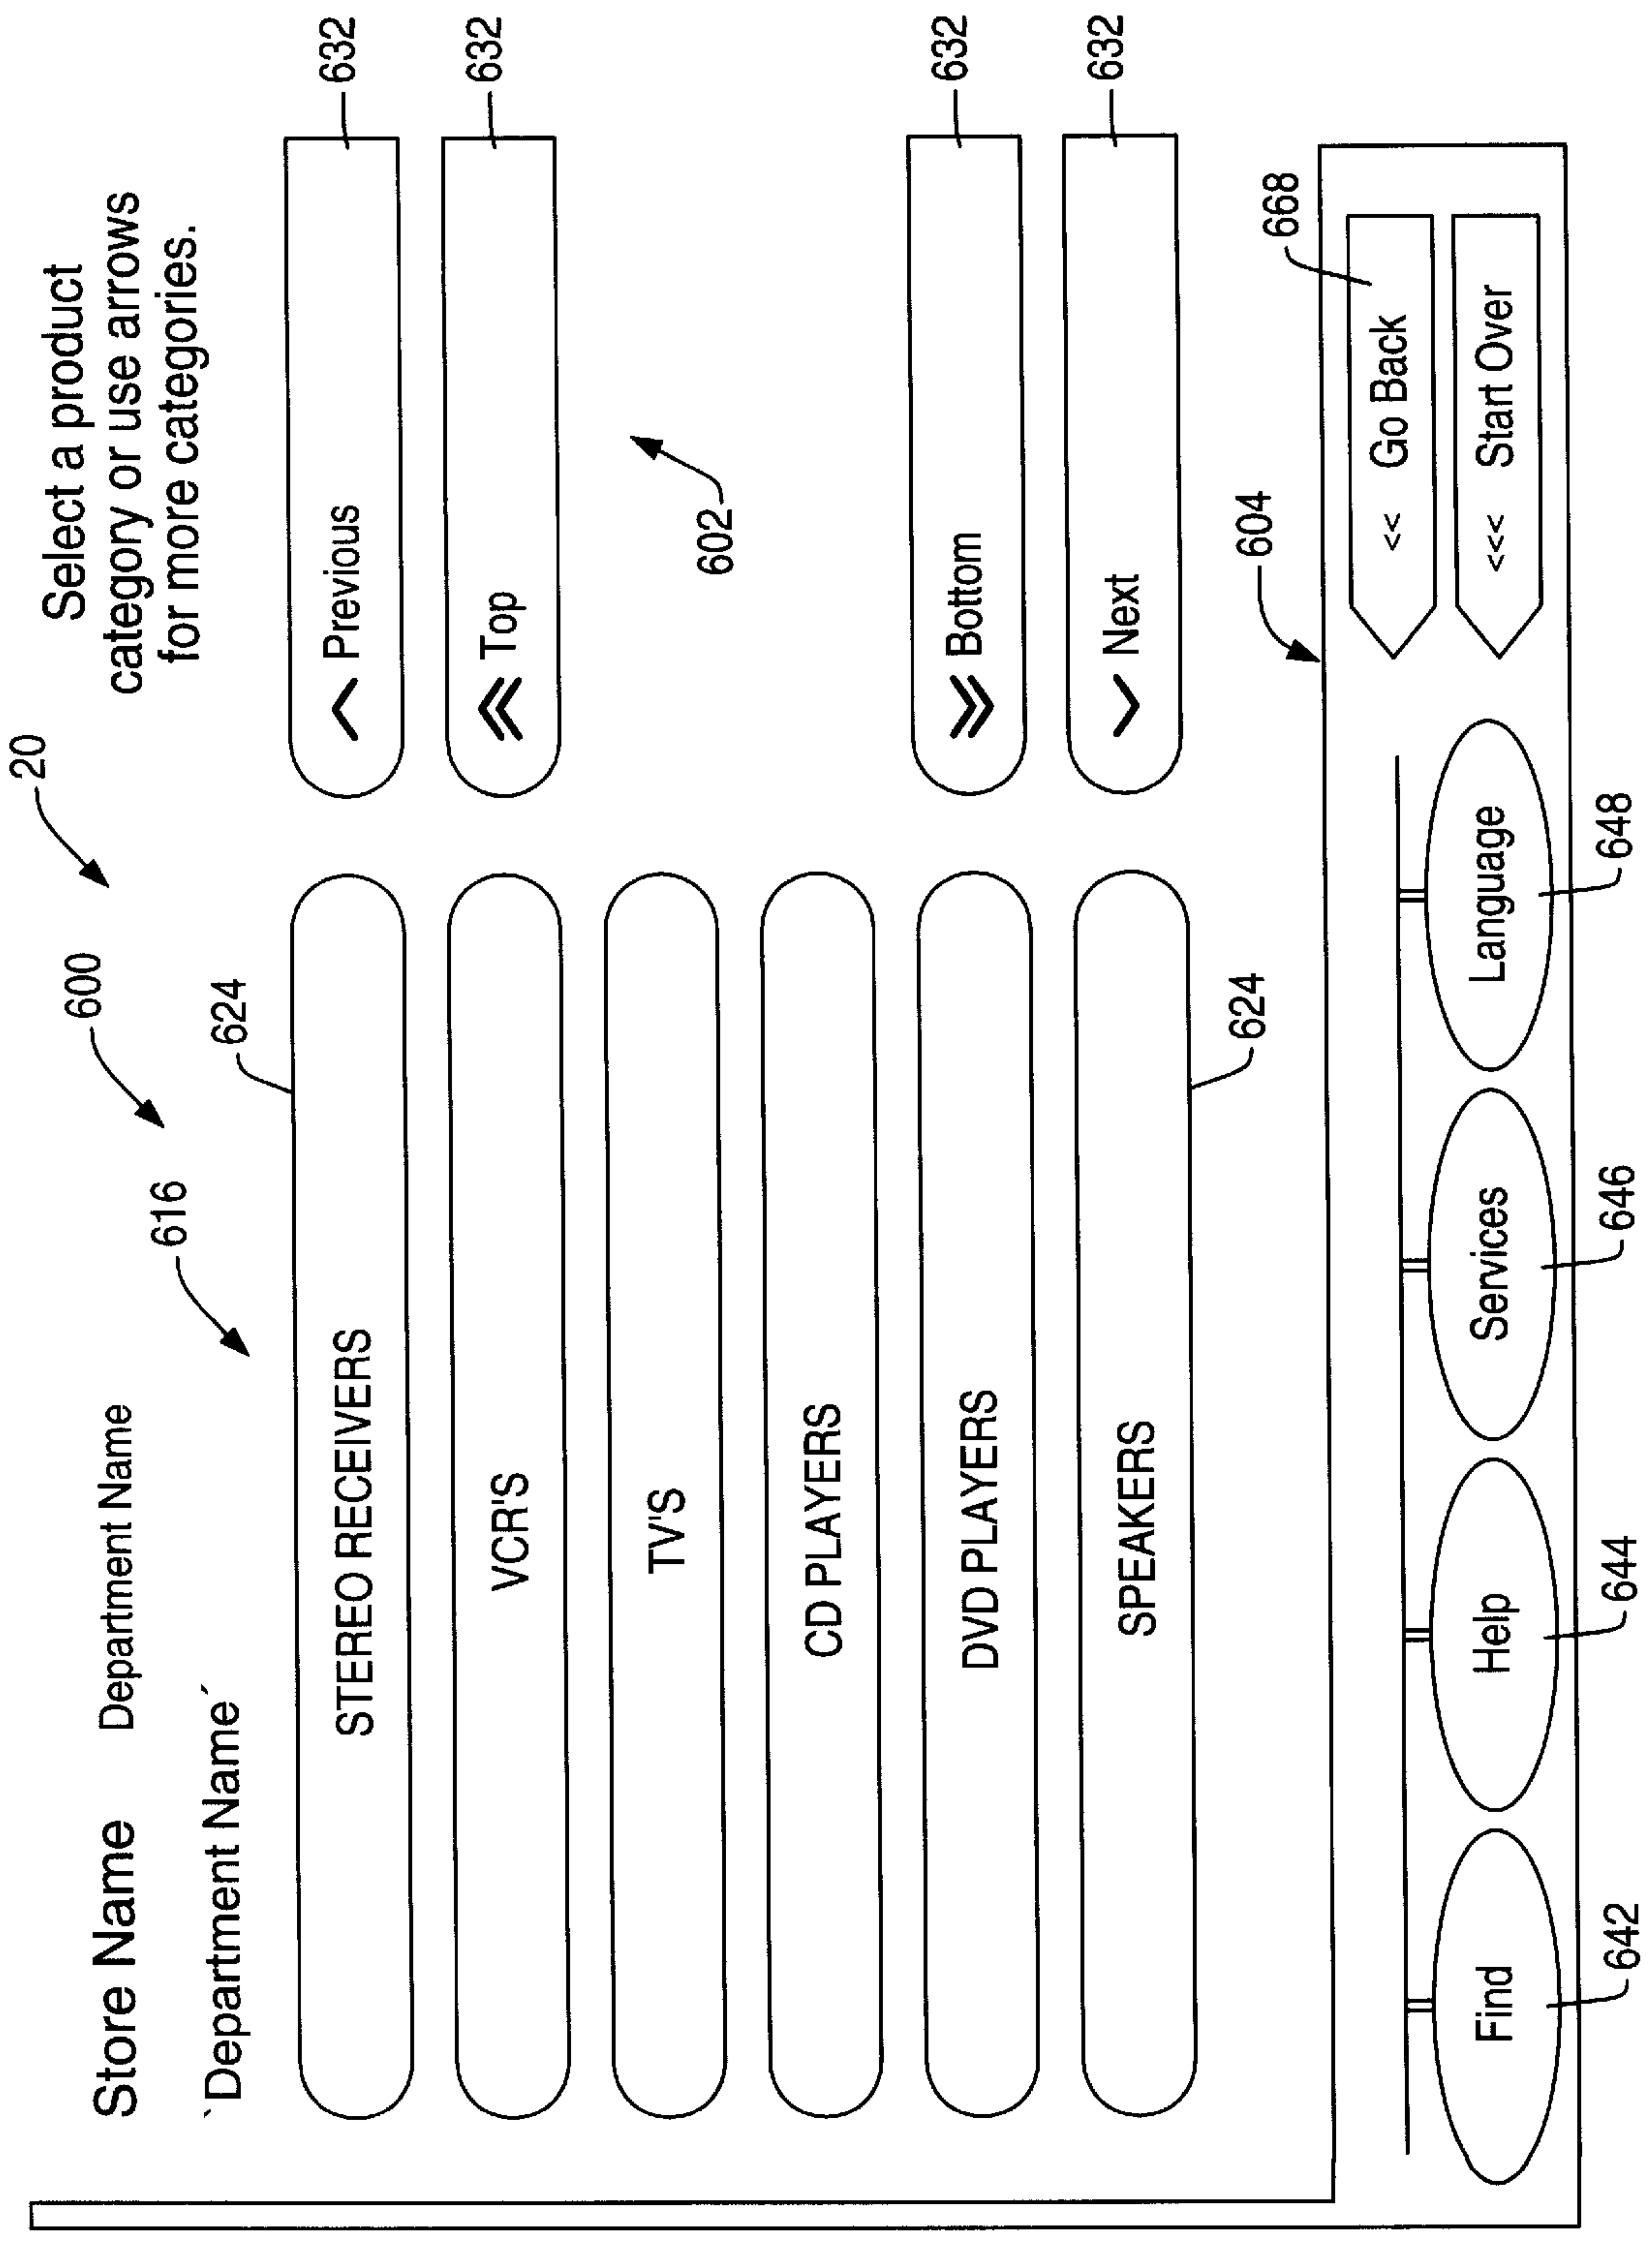 20
600
616
Store Name
Department Name
Select a product
category or use arrows
for more categories.
`Department Name´
624
STEREO RECEIVERS
VCR'S
TV'S
CD PLAYERS
DVD PLAYERS
SPEAKERS
624
Previous
632
Top
632
602
Bottom
632
Next
632
604
668
<< Go Back
<<< Start Over
Find
Help
Services
Language
642
644
646
648